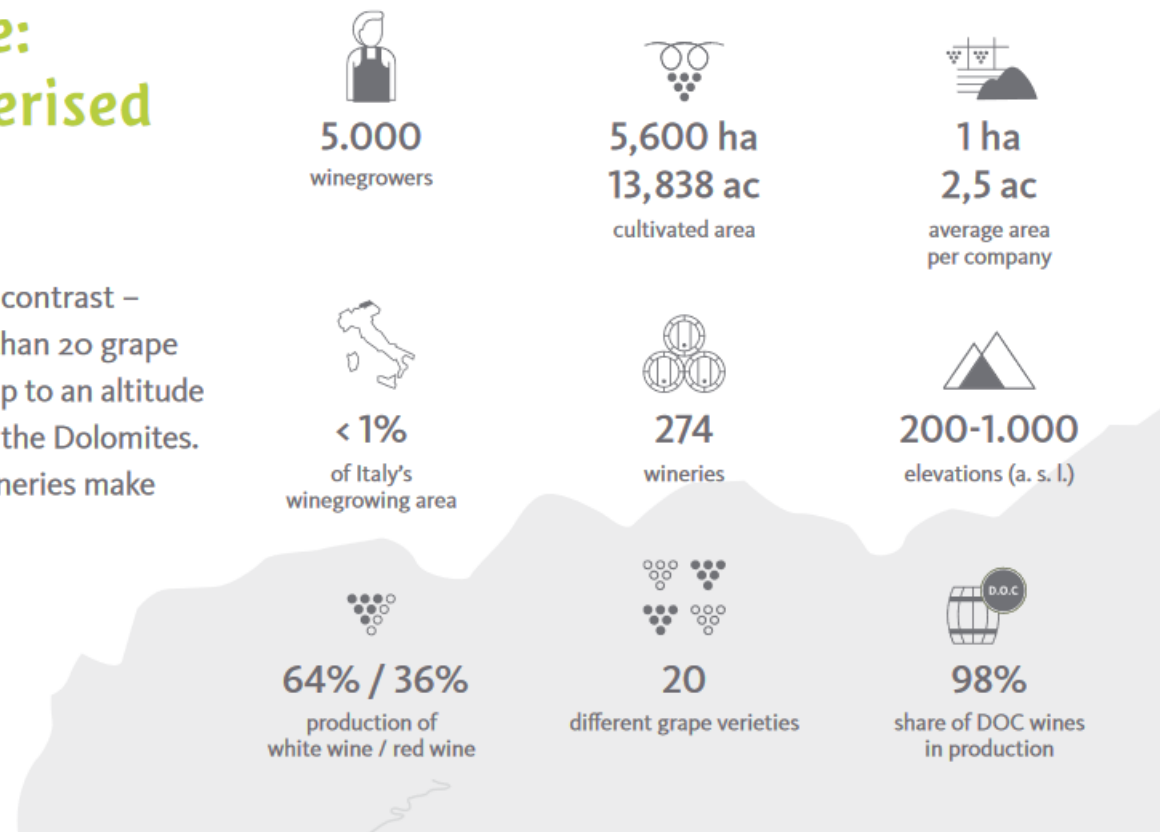 e:
erised
contrast –
han 20 grape
p to an altitude
the Dolomites.
neries make
5.000
winegrowers
5,600 ha
13,838 ac
cultivated area
1 ha
2,5 ac
average area
per company
< 1%
of Italy's
winegrowing area
274
wineries
200-1.000
elevations (a. s. l.)
64% / 36%
production of
white wine / red wine
20
different grape verieties
D.O.C
98%
share of DOC wines
in production